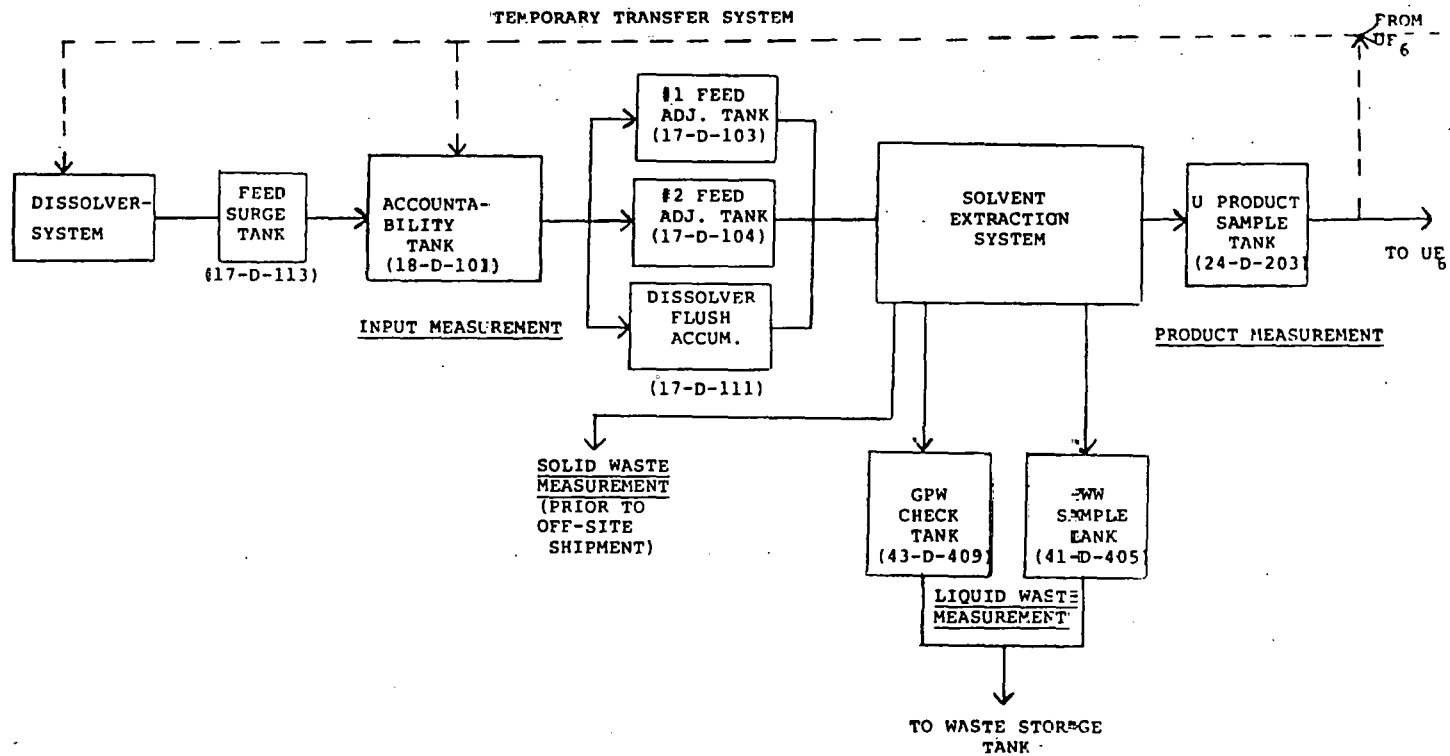 TEMPORARY TRANSFER SYSTEM
FROM
UF6
#1 FEED
ADJ. TANK
(17-D-103)
DISSOLVER-
SYSTEM
FEED
SURGE
TANK
(17-D-113)
ACCOUNTA-
BILITY
TANK
(18-D-101)
#2 FEED
ADJ. TANK
(17-D-104)
SOLVENT
EXTRACTION
SYSTEM
U PRODUCT
SAMPLE
TANK
(24-D-203)
TO UF6
INPUT MEASUREMENT
DISSOLVER
FLUSH
ACCUM.
(17-D-111)
PRODUCT MEASUREMENT
SOLID WASTE
MEASUREMENT
(PRIOR TO
OFF-SITE
SHIPMENT)
GPW
CHECK
TANK
(43-D-409)
WW
SAMPLE
TANK
(41-D-405)
LIQUID WASTE
MEASUREMENT
TO WASTE STORAGE
TANK